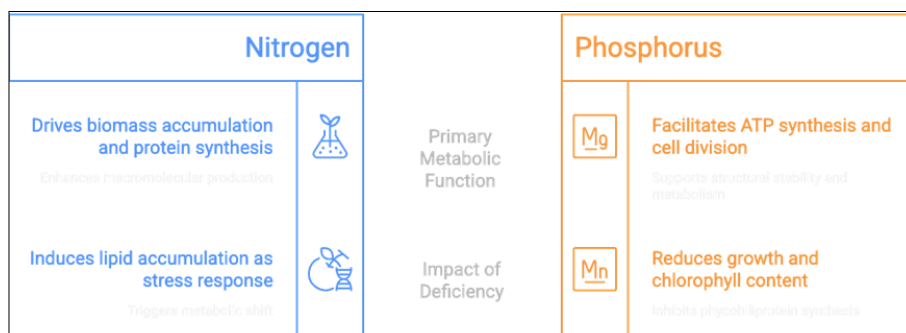 Nitrogen
Phosphorus
Drives biomass accumulation
and protein synthesis
Enhances macromolecular production
Primary
Metabolic
Function
Mg
Facilitates ATP synthesis and
cell division
Supports structural stability and
metabolism
Induces lipid accumulation as
stress response
Triggers metabolic shift
Impact of
Deficiency
Mn
Reduces growth and
chlorophyll content
Inhibits phycobiliprotein synthesis